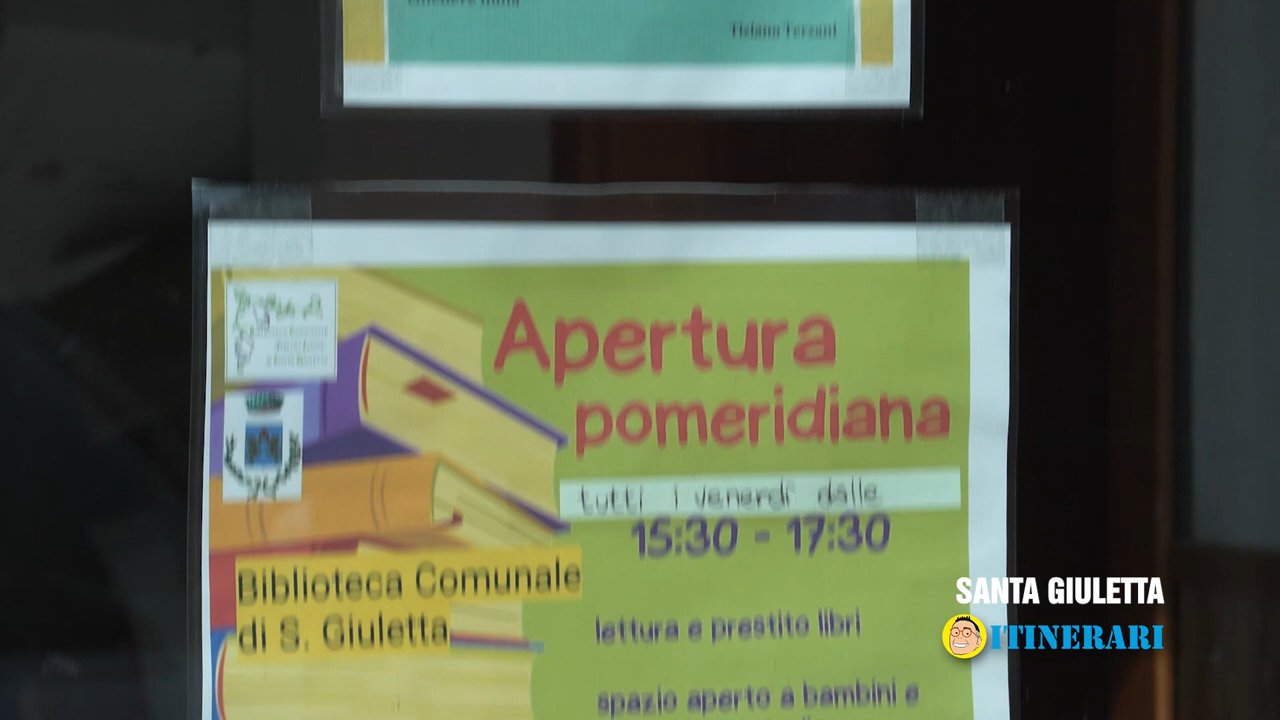 Tiziano Terzani
Apertura
pomeridiana
tutti i venerdì dalle
15:30 - 17:30
Biblioteca Comunale
di S. Giuletta
lettura e prestito libri
spazio aperto a bambini e
SANTA GIULETTA
ITINERARI